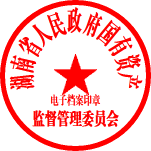 湖南省人民政府国有资产
电子档案印章
监督管理委员会